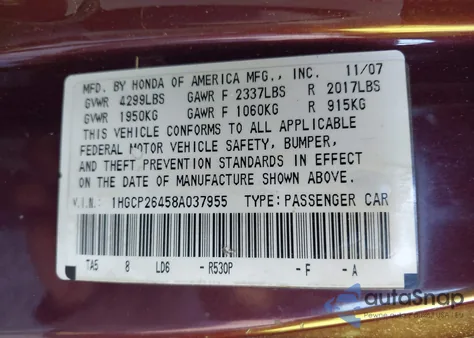 MFD. BY HONDA OF AMERICA MFG., INC. 11/07
GVWR 4299LBS GAWR F 2337LBS R 2017LBS
GVWR 1950KG GAWR F 1060KG R 915KG
THIS VEHICLE CONFORMS TO ALL APPLICABLE
FEDERAL MOTOR VEHICLE SAFETY, BUMPER,
AND THEFT PREVENTION STANDARDS IN EFFECT
ON THE DATE OF MANUFACTURE SHOWN ABOVE.
V.I.N.: 1HGCP26458A037955 TYPE: PASSENGER CAR
TA5 8 LD6 - R530P - F - A
autoSnap